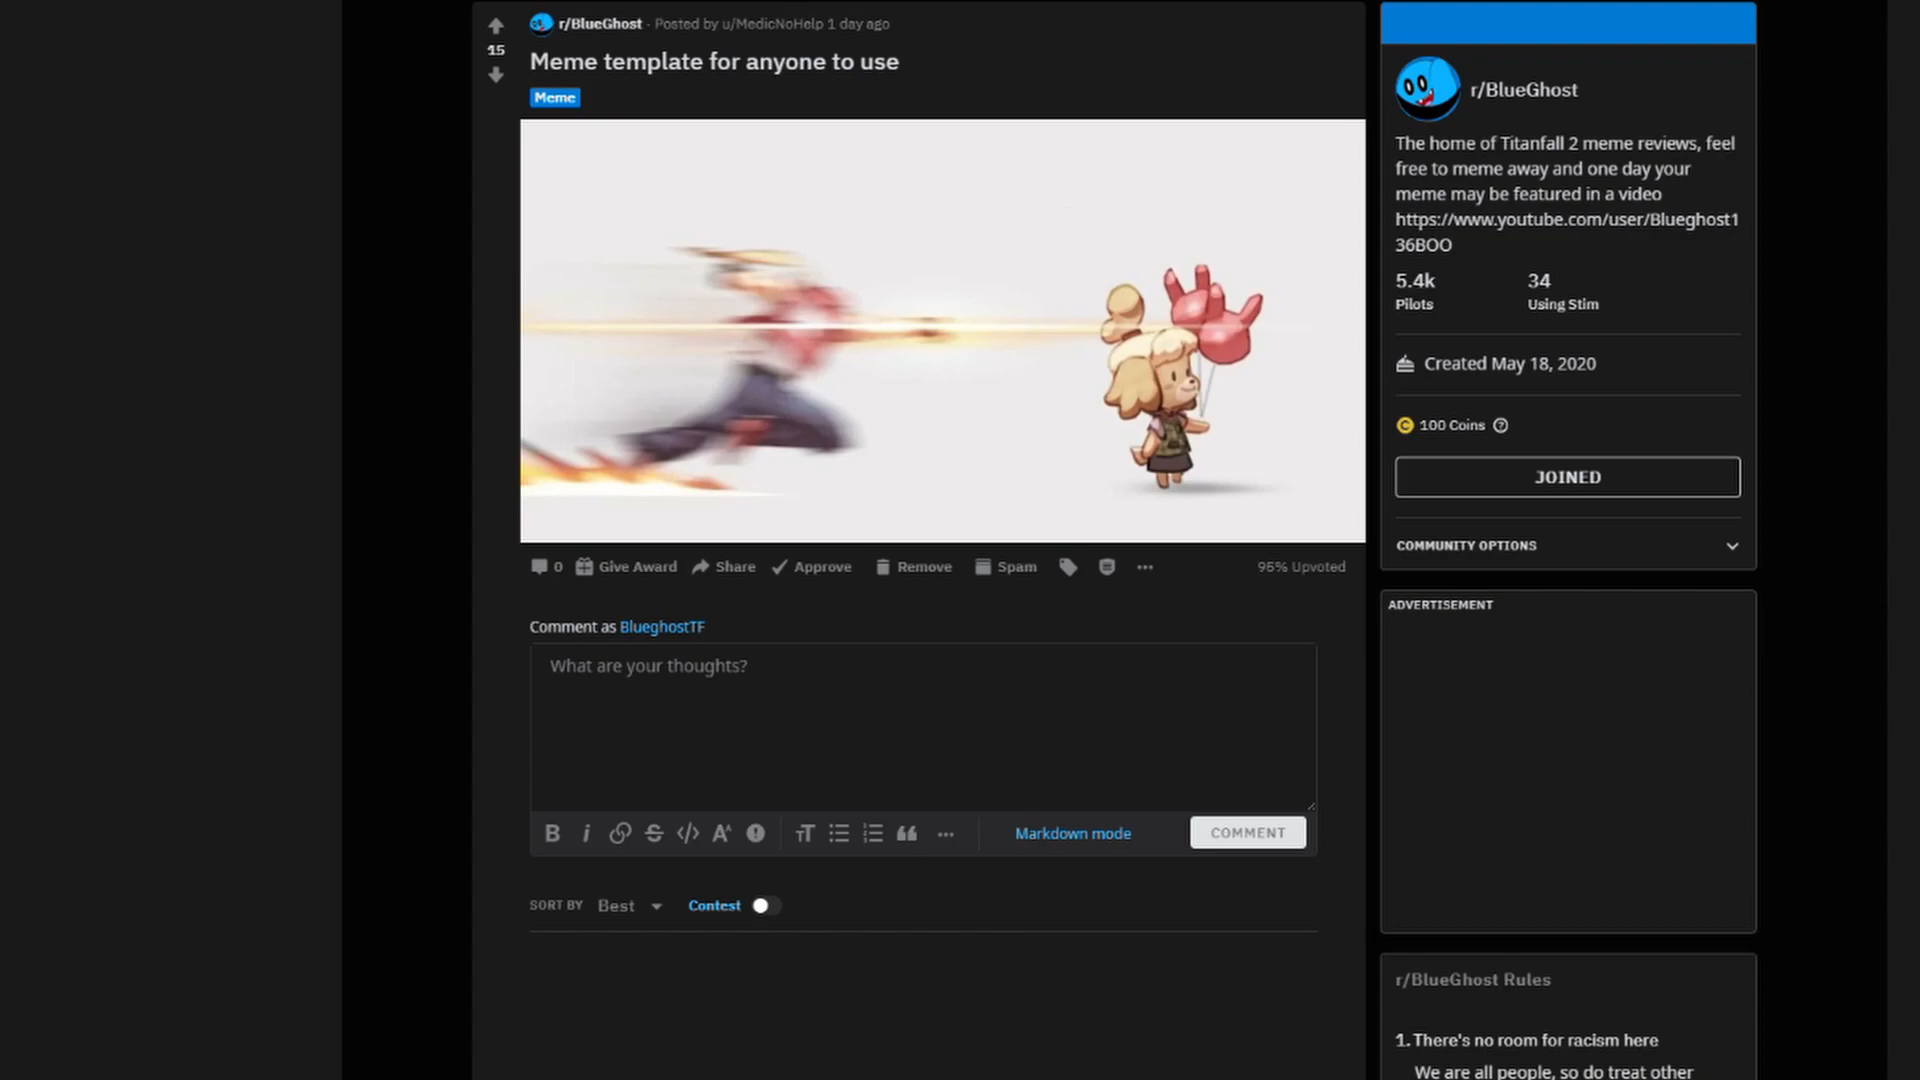 r/BlueGhost · Posted by u/MedicNoHelp 1 day ago
15
Meme template for anyone to use
Meme
0 Give Award Share Approve Remove Spam 95% Upvoted
Comment as BlueghostTF
What are your thoughts?
Markdown mode COMMENT
SORT BY Best Contest
r/BlueGhost
The home of Titanfall 2 meme reviews, feel
free to meme away and one day your
meme may be featured in a video
https://www.youtube.com/user/Blueghost1
36BOO
5.4k 34
Pilots Using Stim
Created May 18, 2020
100 Coins
JOINED
COMMUNITY OPTIONS
ADVERTISEMENT
r/BlueGhost Rules
1. There's no room for racism here
We are all people, so do treat other